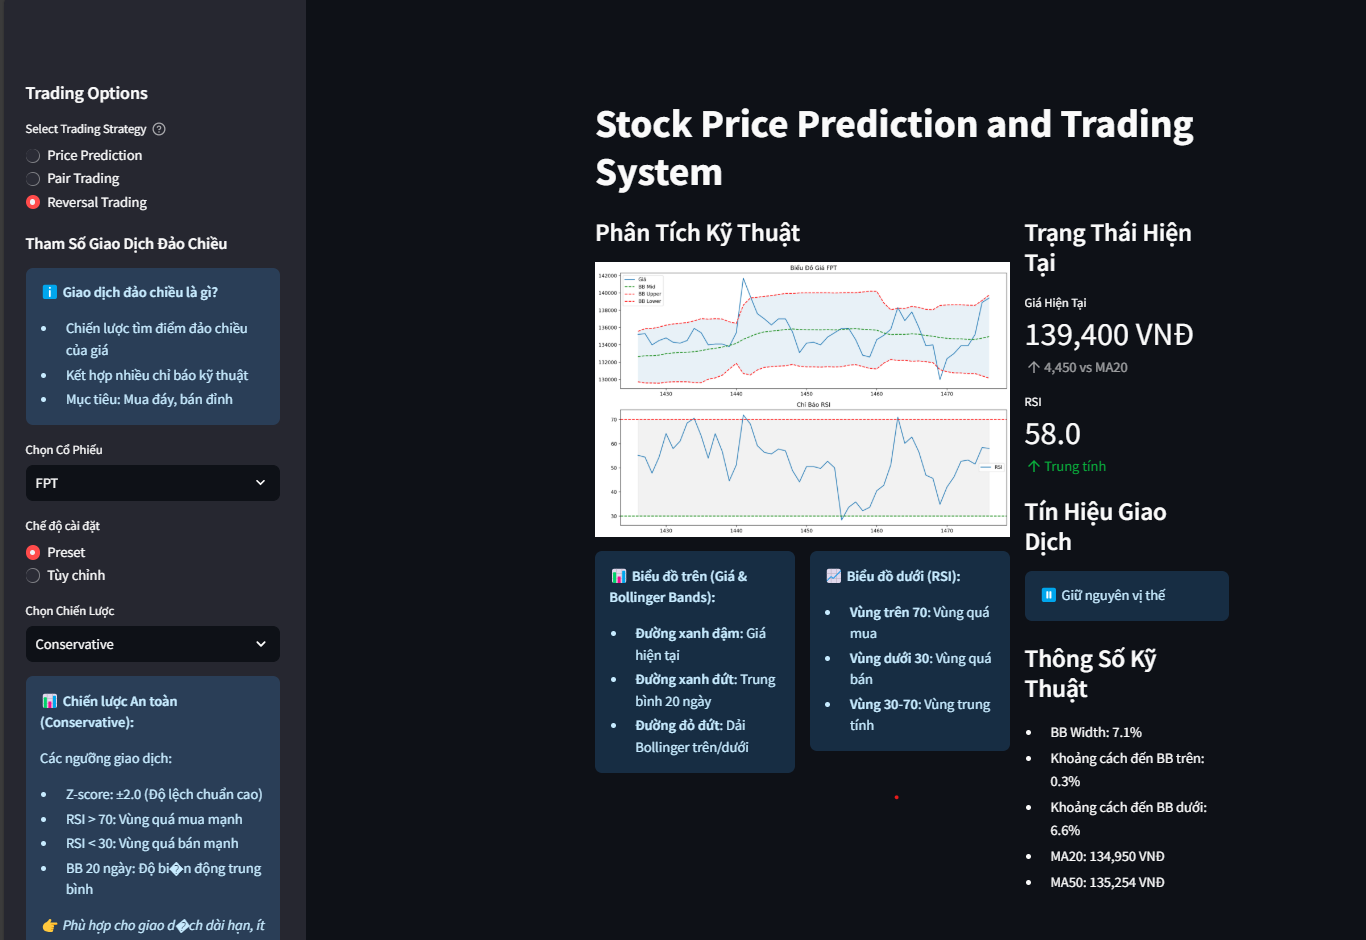 Trading Options
Select Trading Strategy
Price Prediction
Pair Trading
Reversal Trading
Tham Số Giao Dịch Đảo Chiều
Giao dịch đảo chiều là gì?
Chiến lược tìm điểm đảo chiều
của giá
Kết hợp nhiều chỉ báo kỹ thuật
Mục tiêu: Mua đáy, bán đỉnh
Chọn Cổ Phiếu
FPT
Chế độ cài đặt
Preset
Tùy chỉnh
Chọn Chiến Lược
Conservative
Chiến lược An toàn
(Conservative):
Các ngưỡng giao dịch:
Z-score: ±2.0 (Độ lệch chuẩn cao)
RSI > 70: Vùng quá mua mạnh
RSI < 30: Vùng quá bán mạnh
BB 20 ngày: Độ bi�n động trung
bình
👉 Phù hợp cho giao d�ch dài hạn, ít
Stock Price Prediction and Trading
System
Phân Tích Kỹ Thuật
Biểu Đồ Giá FPT
Giá
BB Mid
BB Upper
BB Lower
142000
140000
138000
136000
134000
132000
130000
1430 1440 1450 1460 1470
Chỉ Báo RSI
70
60
50
40
30
RSI
1430 1440 1450 1460 1470
Biểu đồ trên (Giá &
Bollinger Bands):
Đường xanh đậm: Giá
hiện tại
Đường xanh đứt: Trung
bình 20 ngày
Đường đỏ đứt: Dải
Bollinger trên/dưới
Biểu đồ dưới (RSI):
Vùng trên 70: Vùng quá
mua
Vùng dưới 30: Vùng quá
bán
Vùng 30-70: Vùng trung
tính
Trạng Thái Hiện
Tại
Giá Hiện Tại
139,400 VNĐ
↑ 4,450 vs MA20
RSI
58.0
↑ Trung tính
Tín Hiệu Giao
Dịch
Giữ nguyên vị thế
Thông Số Kỹ
Thuật
BB Width: 7.1%
Khoảng cách đến BB trên:
0.3%
Khoảng cách đến BB dưới:
6.6%
MA20: 134,950 VNĐ
MA50: 135,254 VNĐ